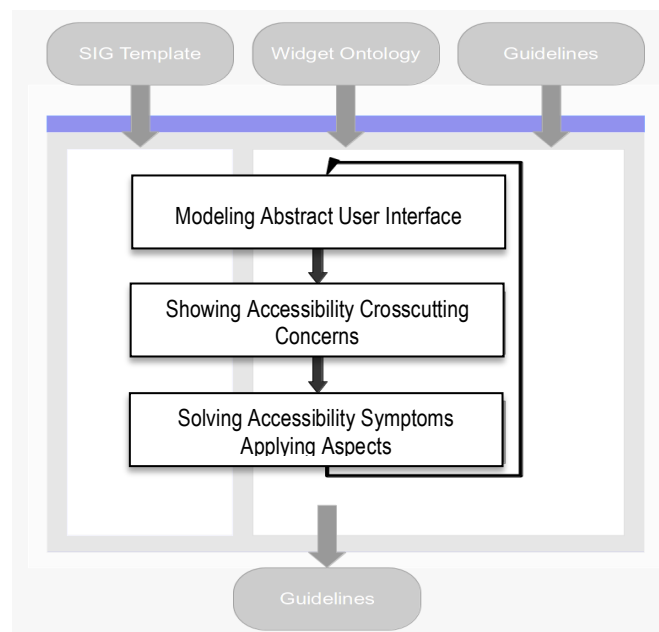 SIG Template
Widget Ontology
Guidelines
Modeling Abstract User Interface
Showing Accessibility Crosscutting
Concerns
Solving Accessibility Symptoms
Applying Aspects
Guidelines